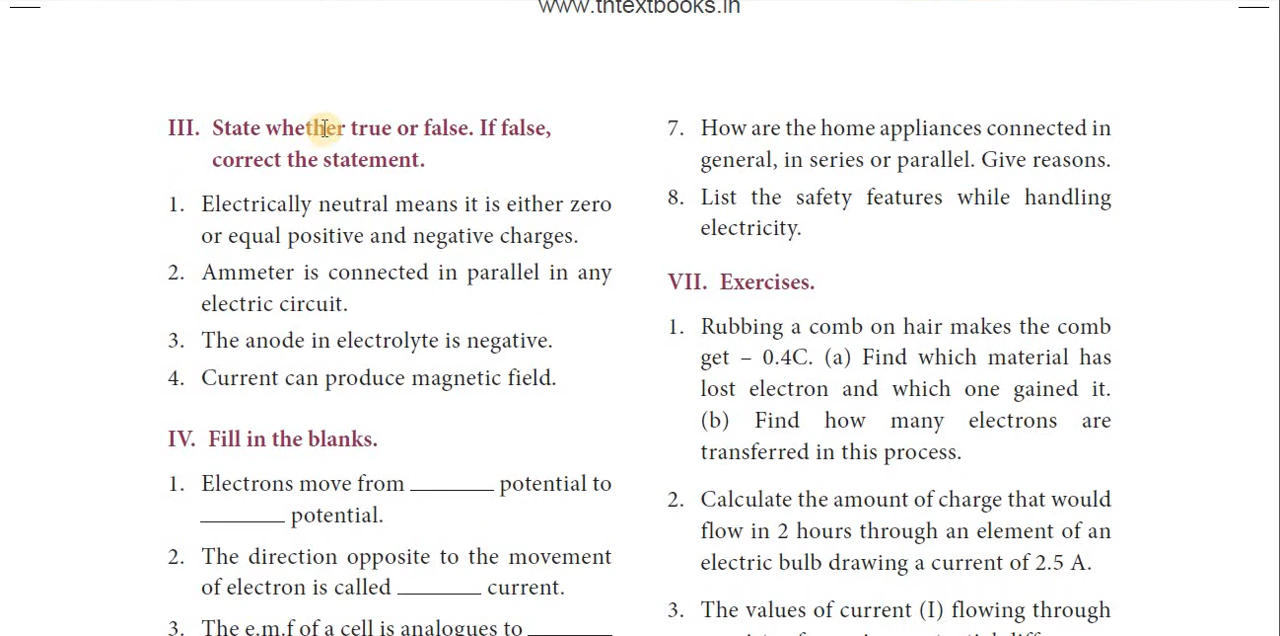 www.tntextbooks.in
III. State whether true or false. If false,
correct the statement.
1. Electrically neutral means it is either zero
or equal positive and negative charges.
2. Ammeter is connected in parallel in any
electric circuit.
3. The anode in electrolyte is negative.
4. Current can produce magnetic field.
IV. Fill in the blanks.
1. Electrons move from ________ potential to
________ potential.
2. The direction opposite to the movement
of electron is called ________ current.
3. The e.m.f of a cell is analogues to ________
7. How are the home appliances connected in
general, in series or parallel. Give reasons.
8. List the safety features while handling
electricity.
VII. Exercises.
1. Rubbing a comb on hair makes the comb
get – 0.4C. (a) Find which material has
lost electron and which one gained it.
(b) Find how many electrons are
transferred in this process.
2. Calculate the amount of charge that would
flow in 2 hours through an element of an
electric bulb drawing a current of 2.5 A.
3. The values of current (I) flowing through